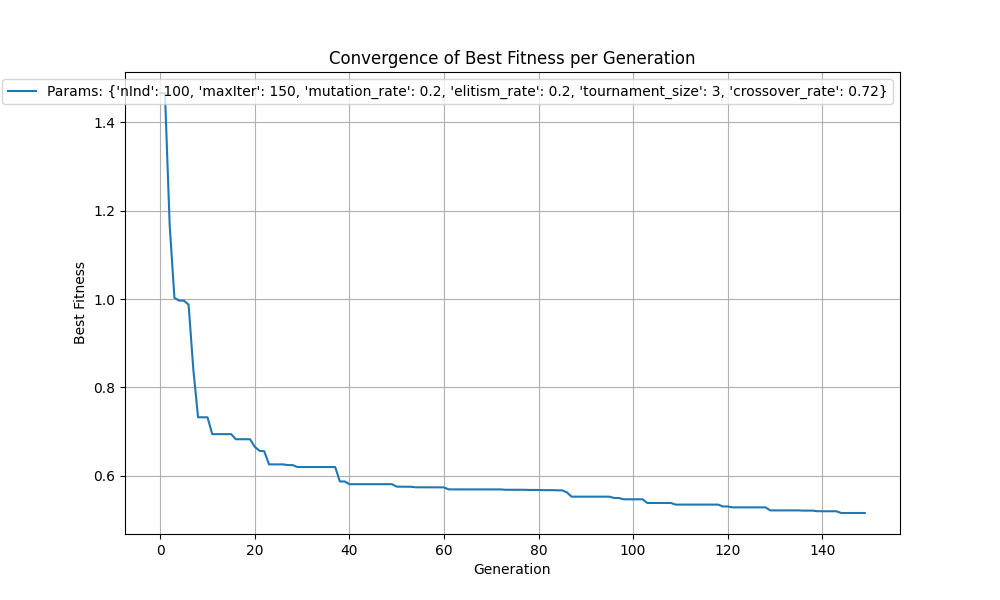 Convergence of Best Fitness per Generation
Params: {'nInd': 100, 'maxIter': 150, 'mutation_rate': 0.2, 'elitism_rate': 0.2, 'tournament_size': 3, 'crossover_rate': 0.72}
1.4
1.2
1.0
0.8
0.6
Best Fitness
0 20 40 60 80 100 120 140
Generation